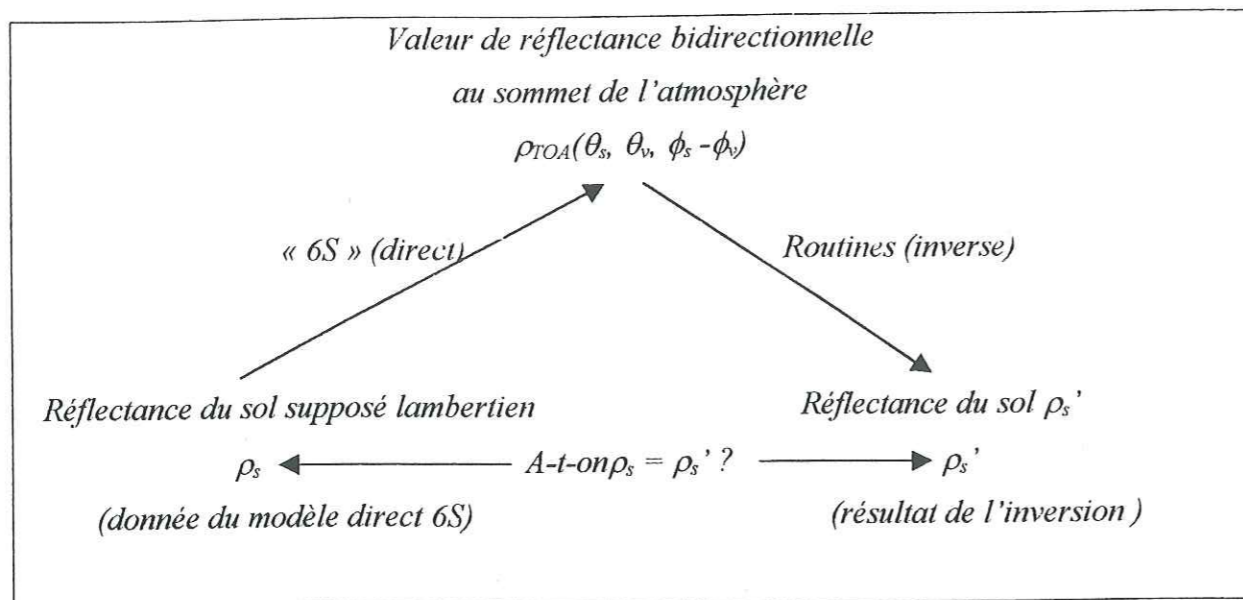 Valeur de réflectance bidirectionnelle
au sommet de l'atmosphère
ρTOA(θs, θv, ϕs -ϕv)
« 6S » (direct)
Routines (inverse)
Réflectance du sol supposé lambertien
Réflectance du sol ρs'
ρs
A-t-onρs = ρs' ?
ρs'
(donnée du modèle direct 6S)
(résultat de l'inversion )